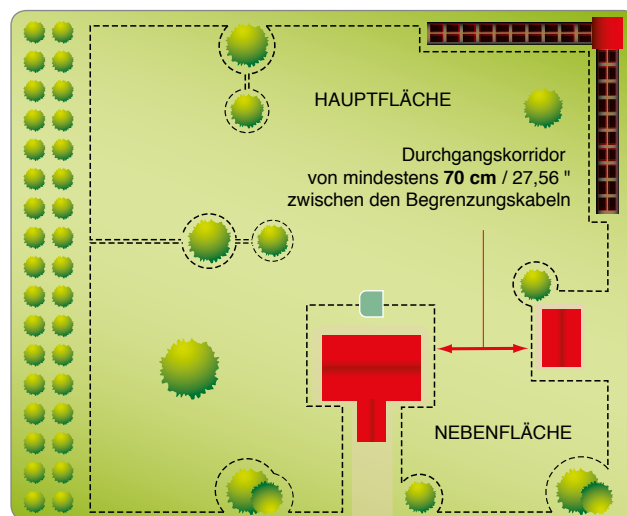 HAUPTFLÄCHE
Durchgangskorridor
von mindestens 70 cm / 27,56 "
zwischen den Begrenzungskabeln
NEBENFLÄCHE